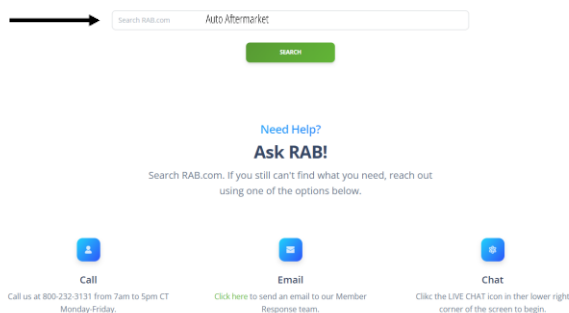 Search RAB.com Auto Aftermarket
SEARCH
Need Help?
Ask RAB!
Search RAB.com. If you still can't find what you need, reach out
using one of the options below.
Call
Call us at 800-232-3131 from 7am to 5pm CT
Monday-Friday.
Email
Click here to send an email to our Member
Response team.
Chat
Clikc the LIVE CHAT icon in ther lower right
corner of the screen to begin.